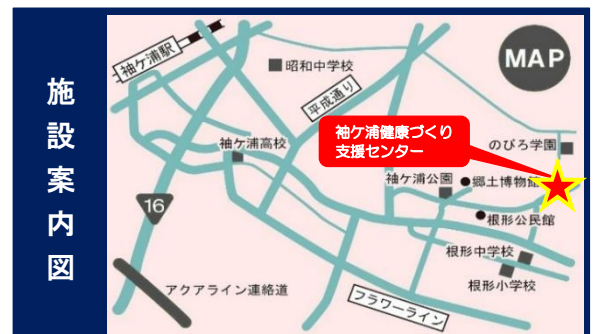 施設案内図
MAP
袖ケ浦駅
昭和中学校
平成通り
袖ケ浦健康づくり
支援センター
のびろ学園
袖ケ浦高校
袖ケ浦公園
郷土博物館
16
根形公民館
根形中学校
アクアライン連絡道
根形小学校
フラワーライン